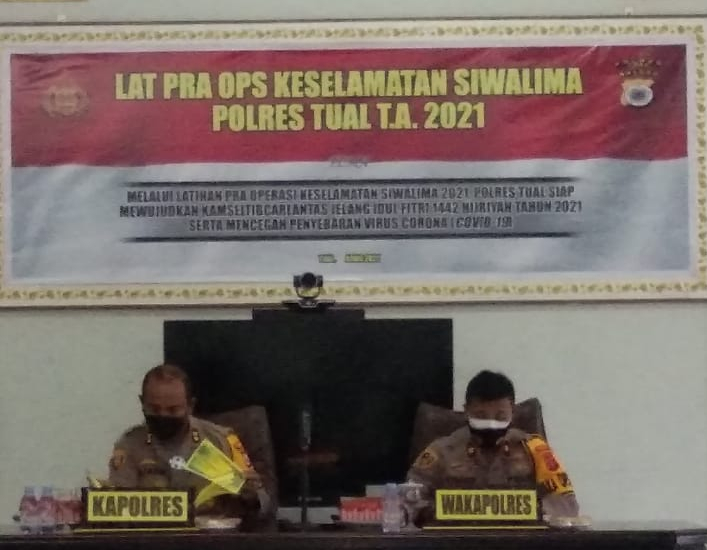 LAT PRA OPS KESELAMATAN SIWALIMA
POLRES TUAL T.A. 2021
MELALUI LATIHAN PRA OPERASI KESELAMATAN SIWALIMA 2021 POLRES TUAL SIAP
MEWUJUDKAN KAMSELTIBCARLANTAS JELANG IDUL FITRI 1442 HIJRIYAH TAHUN 2021
SERTA MENCEGAH PENYEBARAN VIRUS CORONA (COVID-19)
KAPOLRES
WAKAPOLRES